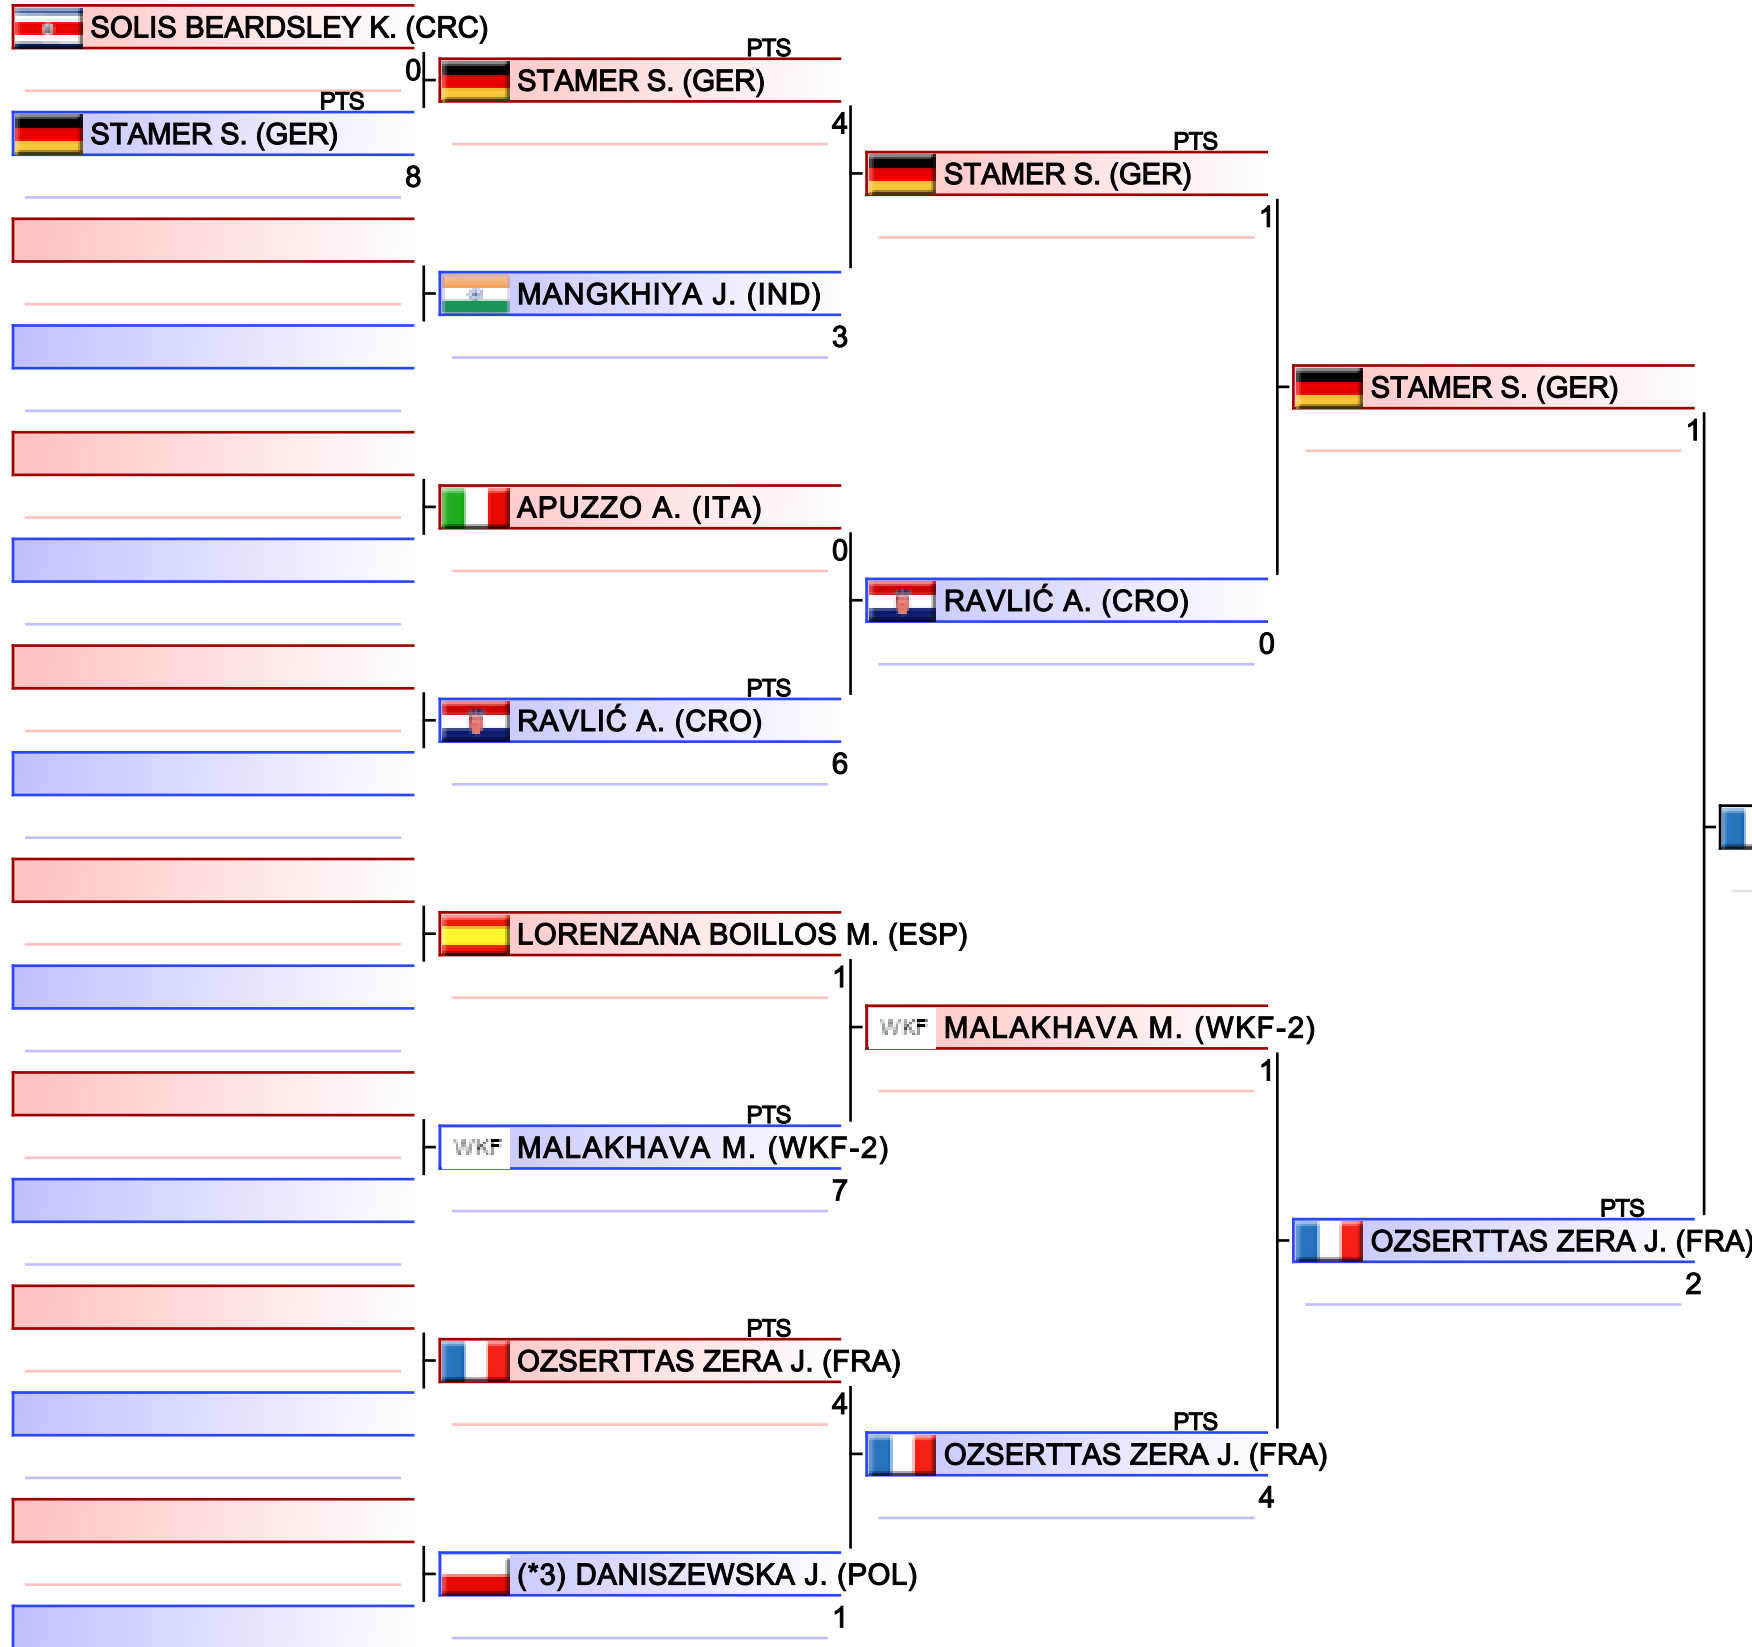 SOLIS BEARDSLEY K. (CRC)
0
PTS
STAMER S. (GER)
8
PTS
STAMER S. (GER)
4
MANGKHIYA J. (IND)
3
APUZZO A. (ITA)
0
PTS
RAVLIĆ A. (CRO)
6
LORENZANA BOILLOS M. (ESP)
1
PTS
WKF MALAKHAVA M. (WKF-2)
7
PTS
OZSERTTAS ZERA J. (FRA)
4
(*3) DANISZEWSKA J. (POL)
1
PTS
STAMER S. (GER)
1
RAVLIĆ A. (CRO)
0
WKF MALAKHAVA M. (WKF-2)
1
PTS
OZSERTTAS ZERA J. (FRA)
4
STAMER S. (GER)
1
PTS
OZSERTTAS ZERA J. (FRA)
2